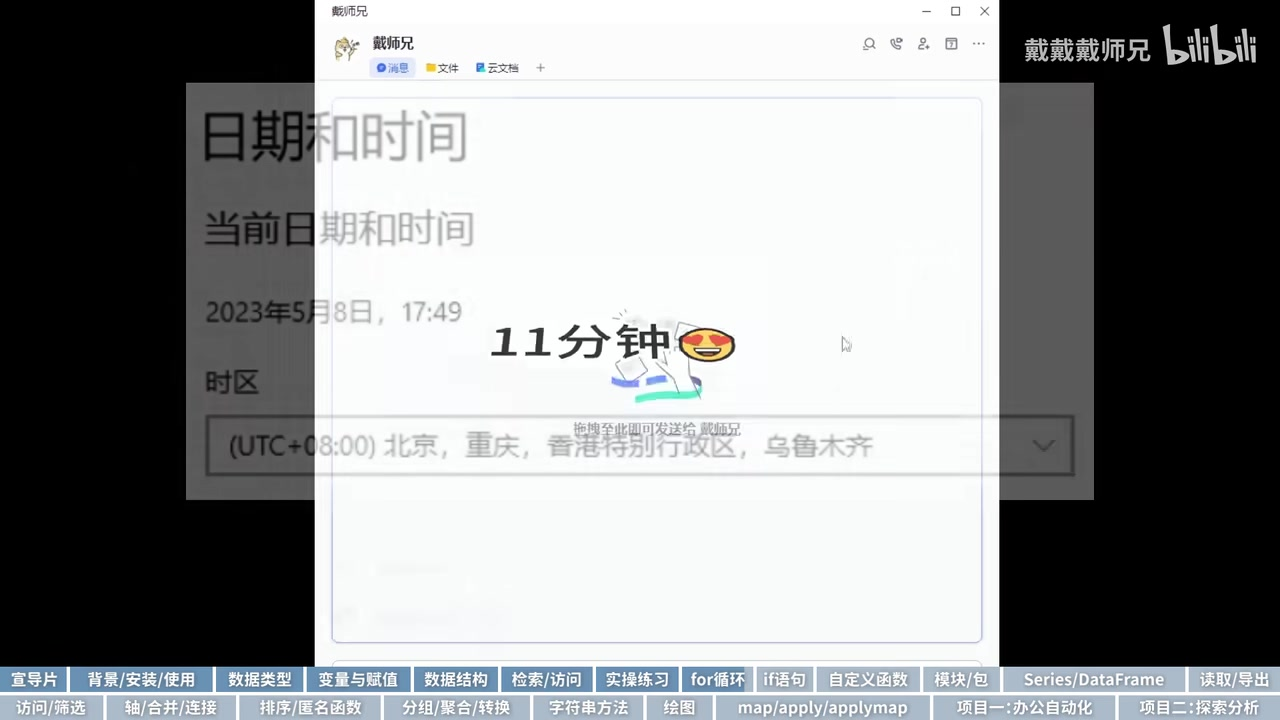 戴师兄
戴师兄
消息 文件 云文档
戴戴戴师兄 bilibili
日期和时间
当前日期和时间
2023年5月8日，17:49
11分钟
时区
拖拽至此即可发送给 戴师兄
(UTC+08:00) 北京，重庆，香港特别行政区，乌鲁木齐
宣导片 背景/安装/使用 数据类型 变量与赋值 数据结构 检索/访问 实操练习 for循环 if语句 自定义函数 模块/包 Series/DataFrame 读取/导出
访问/筛选 轴/合并/连接 排序/匿名函数 分组/聚合/转换 字符串方法 绘图 map/apply/applymap 项目一:办公自动化 项目二:探索分析